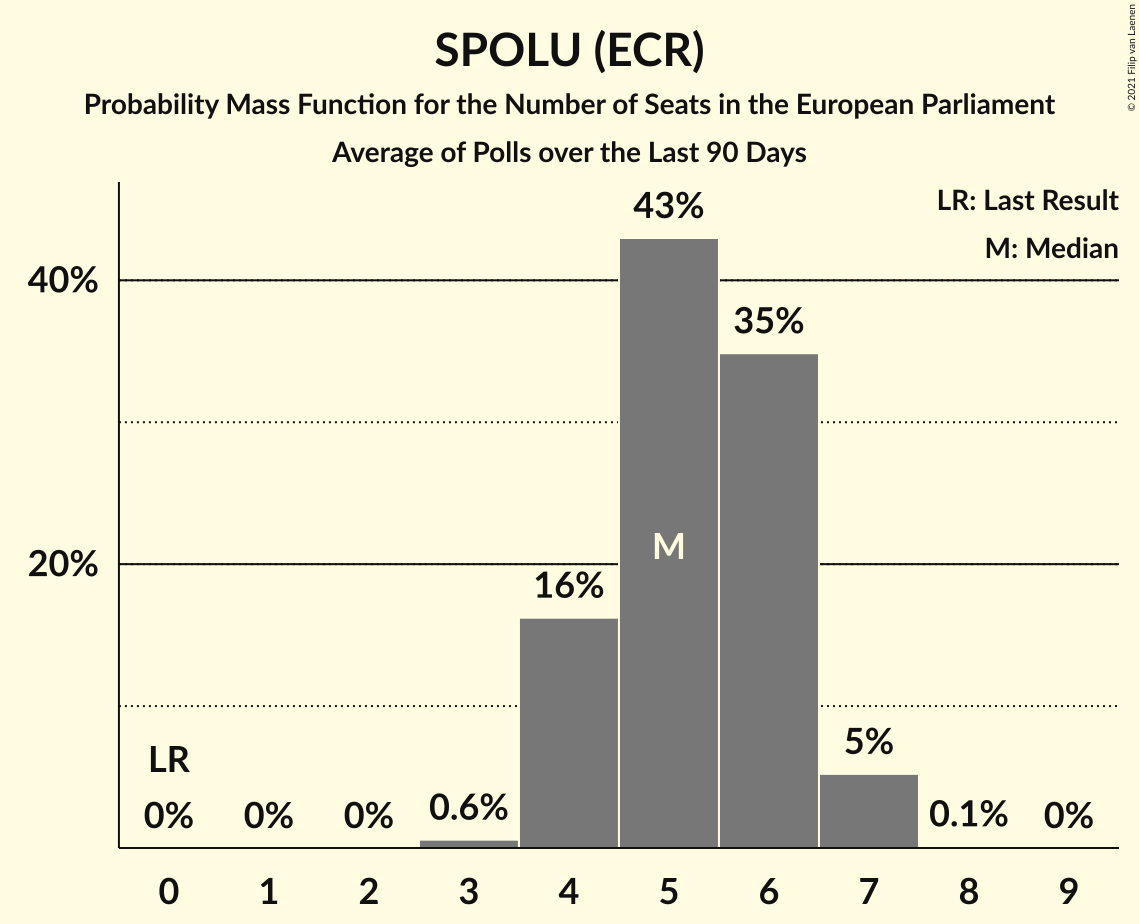 SPOLU (ECR)
Probability Mass Function for the Number of Seats in the European Parliament
Average of Polls over the Last 90 Days
© 2021 Filip van Laenen
LR: Last Result
M: Median
43%
40%
35%
M
20%
16%
LR
5%
0% 0% 0% 0.6% 0.1% 0%
0 1 2 3 4 5 6 7 8 9